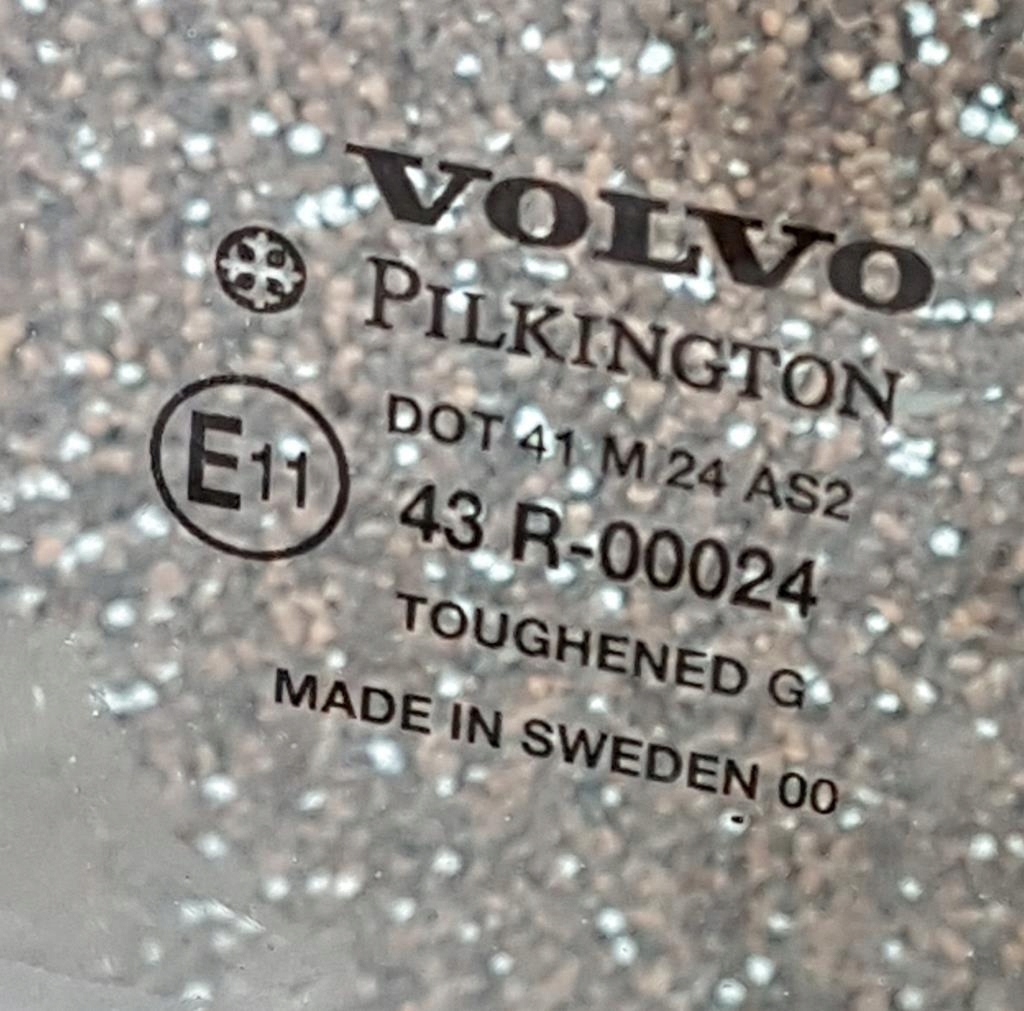 VOLVO
PILKINGTON
E11
DOT 41 M 24 AS2
43 R-00024
TOUGHENED G
MADE IN SWEDEN 00